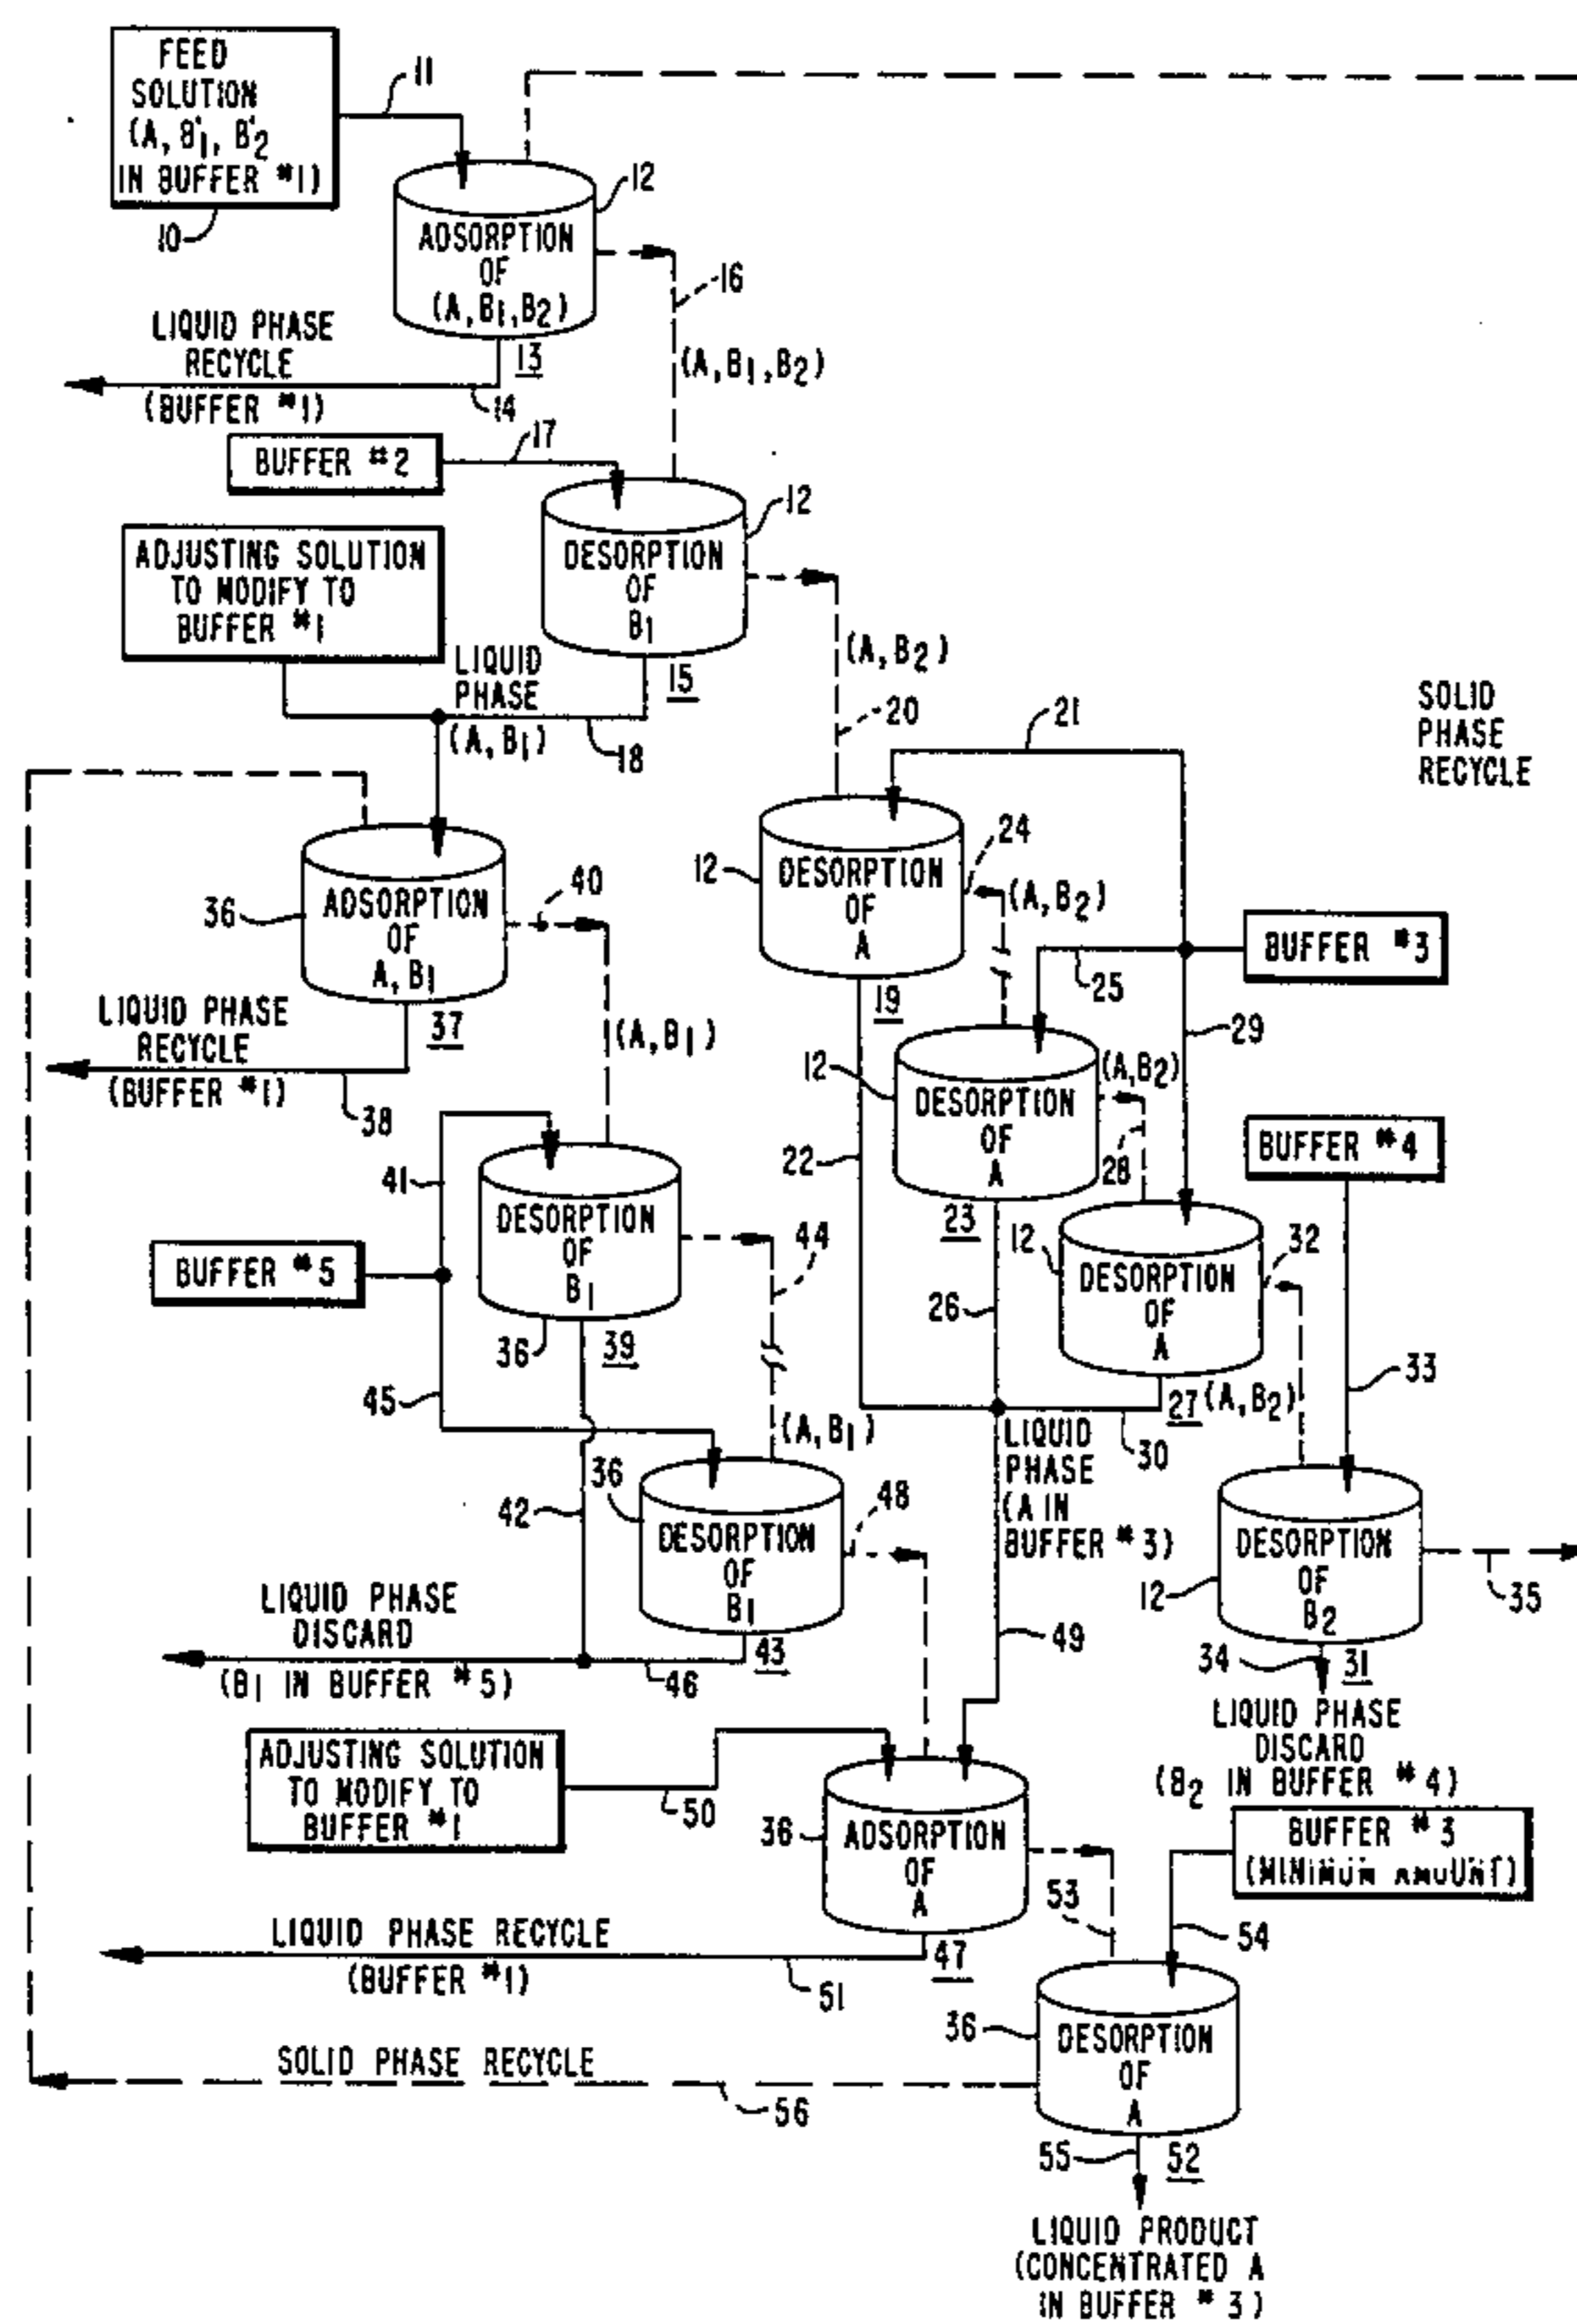 FEED
SOLUTION
(A, B'1, B'2
IN BUFFER #1)
10
11
ADSORPTION
OF
(A, B1, B2)
12
13
LIQUID PHASE
RECYCLE
(BUFFER #1)
14
16
(A, B1, B2)
BUFFER #2
17
DESORPTION
OF
B1
12
15
ADJUSTING SOLUTION
TO MODIFY TO
BUFFER #1
LIQUID
PHASE
(A, B1)
18
(A, B2)
20
21
SOLID
PHASE
RECYCLE
DESORPTION
OF
A
12
19
24
(A, B2)
BUFFER #3
25
29
22
ADSORPTION
OF
A, B1
36
37
40
LIQUID PHASE
RECYCLE
(BUFFER #1)
38
(A, B1)
DESORPTION
OF
A
12
23
(A, B2)
28
26
BUFFER #4
41
DESORPTION
OF
B1
36
39
44
BUFFER #5
45
DESORPTION
OF
A
12
27
32
(A, B2)
30
33
LIQUID
PHASE
(A IN
BUFFER #3)
(A, B1)
42
DESORPTION
OF
B1
36
43
48
49
DESORPTION
OF
B2
12
31
34
35
LIQUID PHASE
DISCARD
(B1 IN BUFFER #5)
46
LIQUID PHASE
DISCARD
(B2 IN BUFFER #4)
ADJUSTING SOLUTION
TO MODIFY TO
BUFFER #1
50
ADSORPTION
OF
A
36
47
BUFFER #3
(MINIMUM AMOUNT)
53
54
LIQUID PHASE RECYCLE
(BUFFER #1)
51
DESORPTION
OF
A
36
52
55
SOLID PHASE RECYCLE
56
LIQUID PRODUCT
(CONCENTRATED A
IN BUFFER #3)